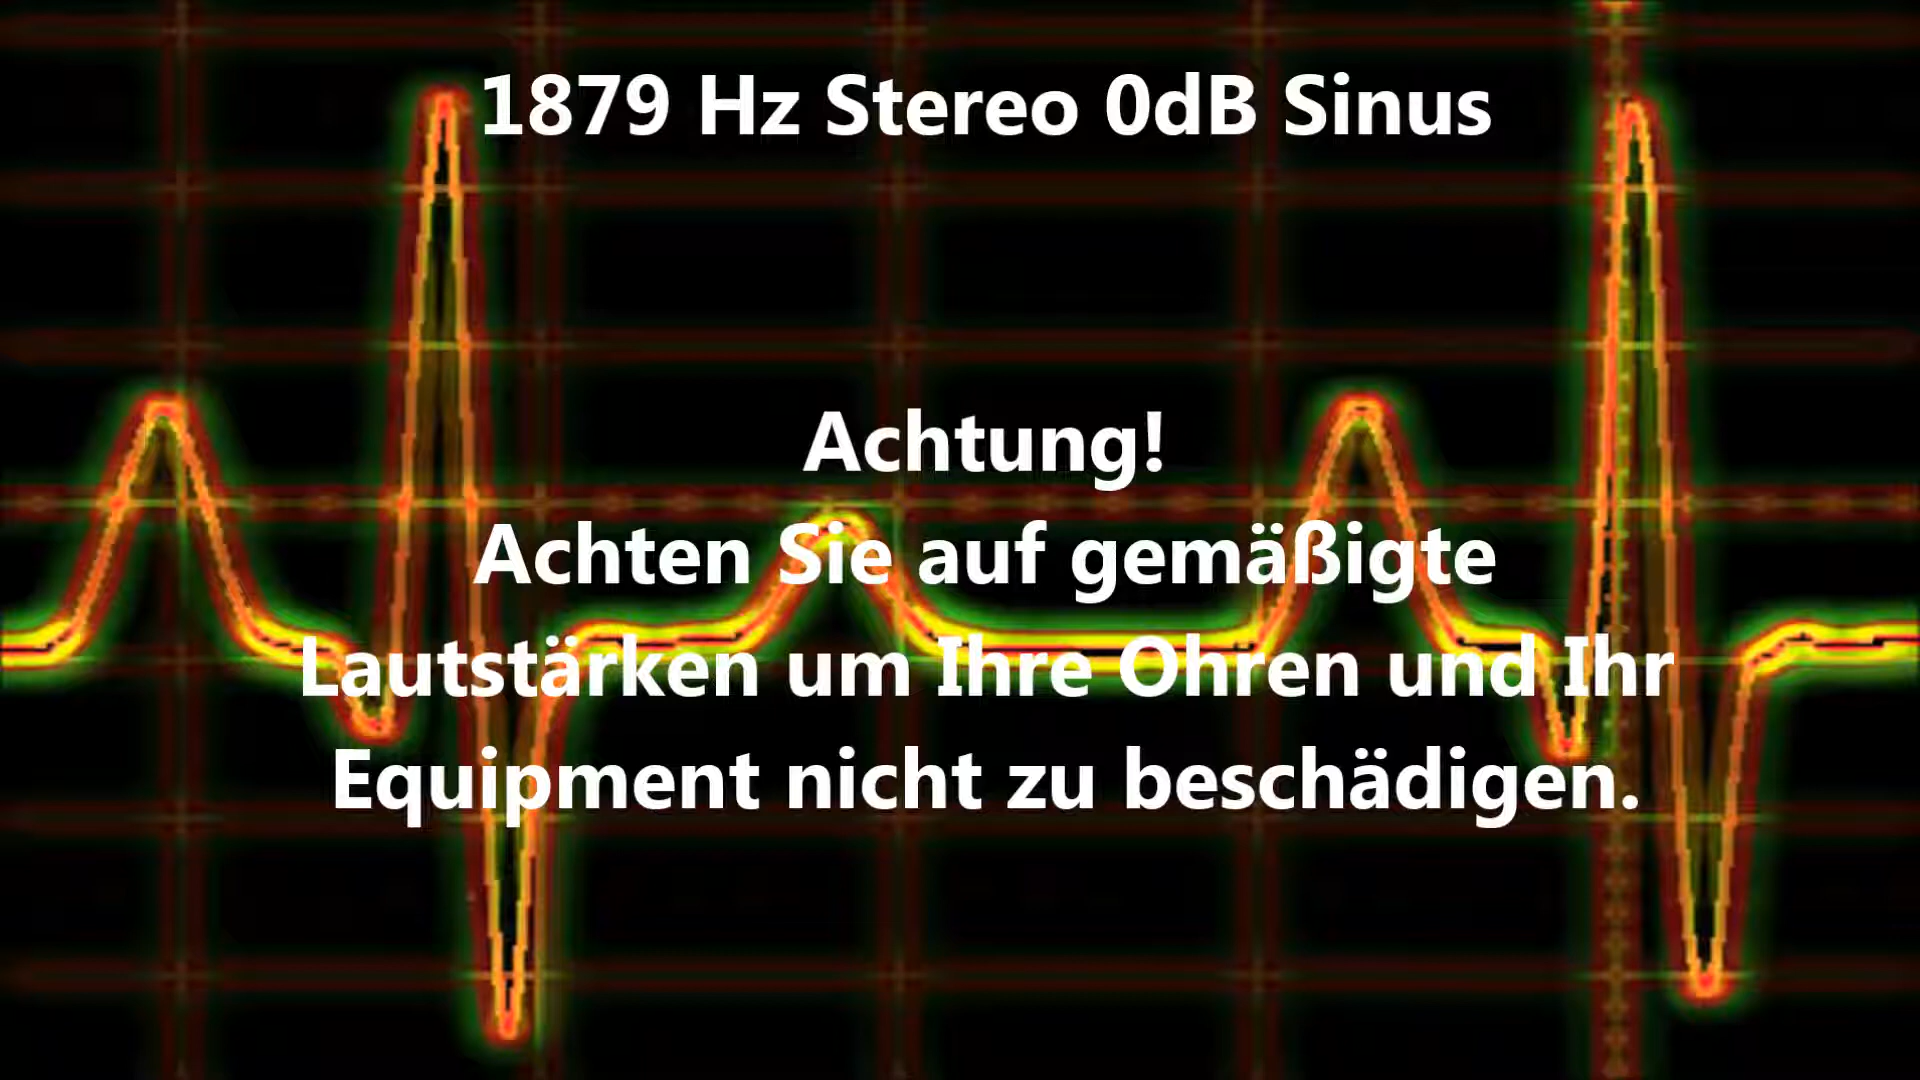 1879 Hz Stereo 0dB Sinus
Achtung!
Achten Sie auf gemäßigte
Lautstärken um Ihre Ohren und Ihr
Equipment nicht zu beschädigen.